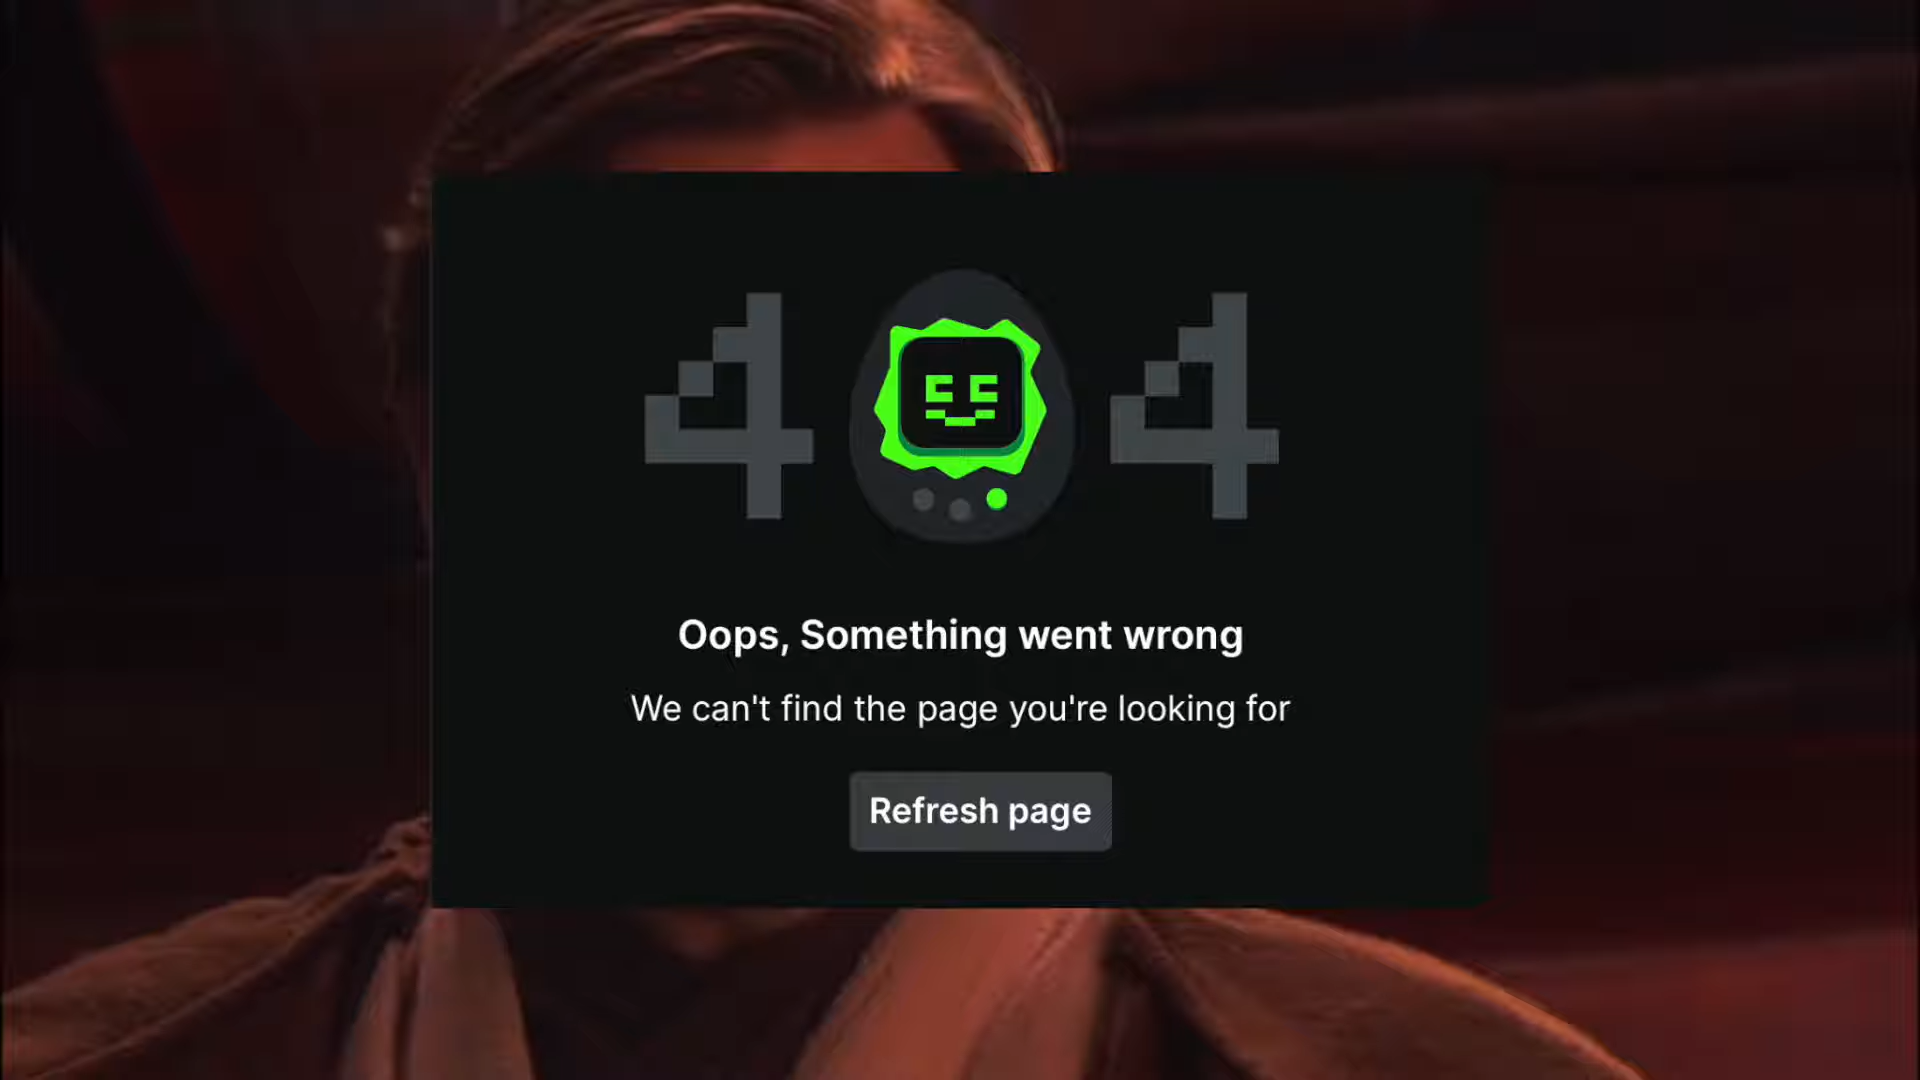 404
Oops, Something went wrong
We can't find the page you're looking for
Refresh page